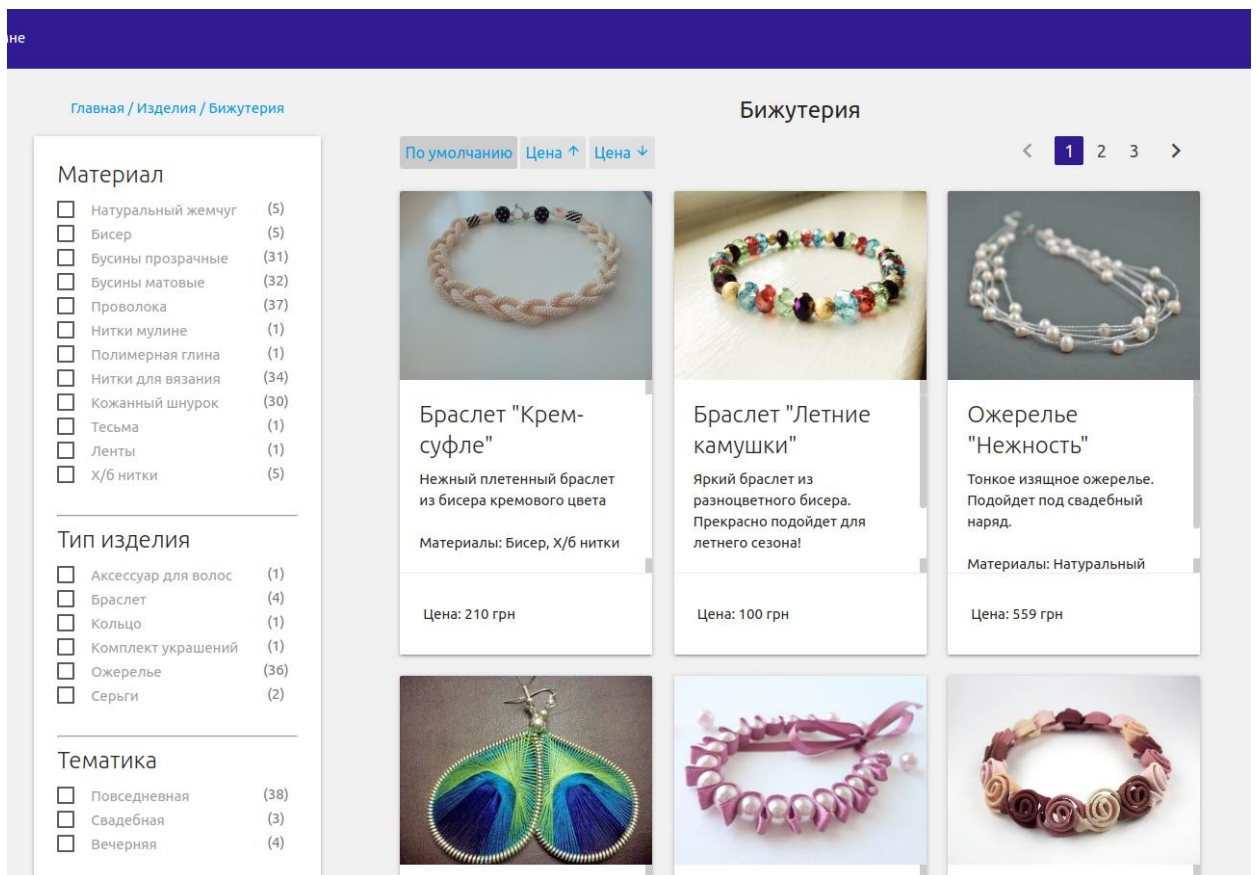 Главная / Изделия / Бижутерия
Бижутерия
По умолчанию Цена ↑ Цена ↓
1 2 3
Материал
Натуральный жемчуг (5)
Бисер (5)
Бусины прозрачные (31)
Бусины матовые (32)
Проволока (37)
Нитки мулине (1)
Полимерная глина (1)
Нитки для вязания (34)
Кожанный шнурок (30)
Тесьма (1)
Ленты (1)
Х/б нитки (5)
Тип изделия
Аксессуар для волос (1)
Браслет (4)
Кольцо (1)
Комплект украшений (1)
Ожерелье (36)
Серьги (2)
Тематика
Повседневная (38)
Свадебная (3)
Вечерняя (4)
Браслет "Крем-
суфле"
Нежный плетенный браслет
из бисера кремового цвета
Материалы: Бисер, Х/б нитки
Цена: 210 грн
Браслет "Летние
камушки"
Яркий браслет из
разноцветного бисера.
Прекрасно подойдет для
летнего сезона!
Цена: 100 грн
Ожерелье
"Нежность"
Тонкое изящное ожерелье.
Подойдет под свадебный
наряд.
Материалы: Натуральный
Цена: 559 грн